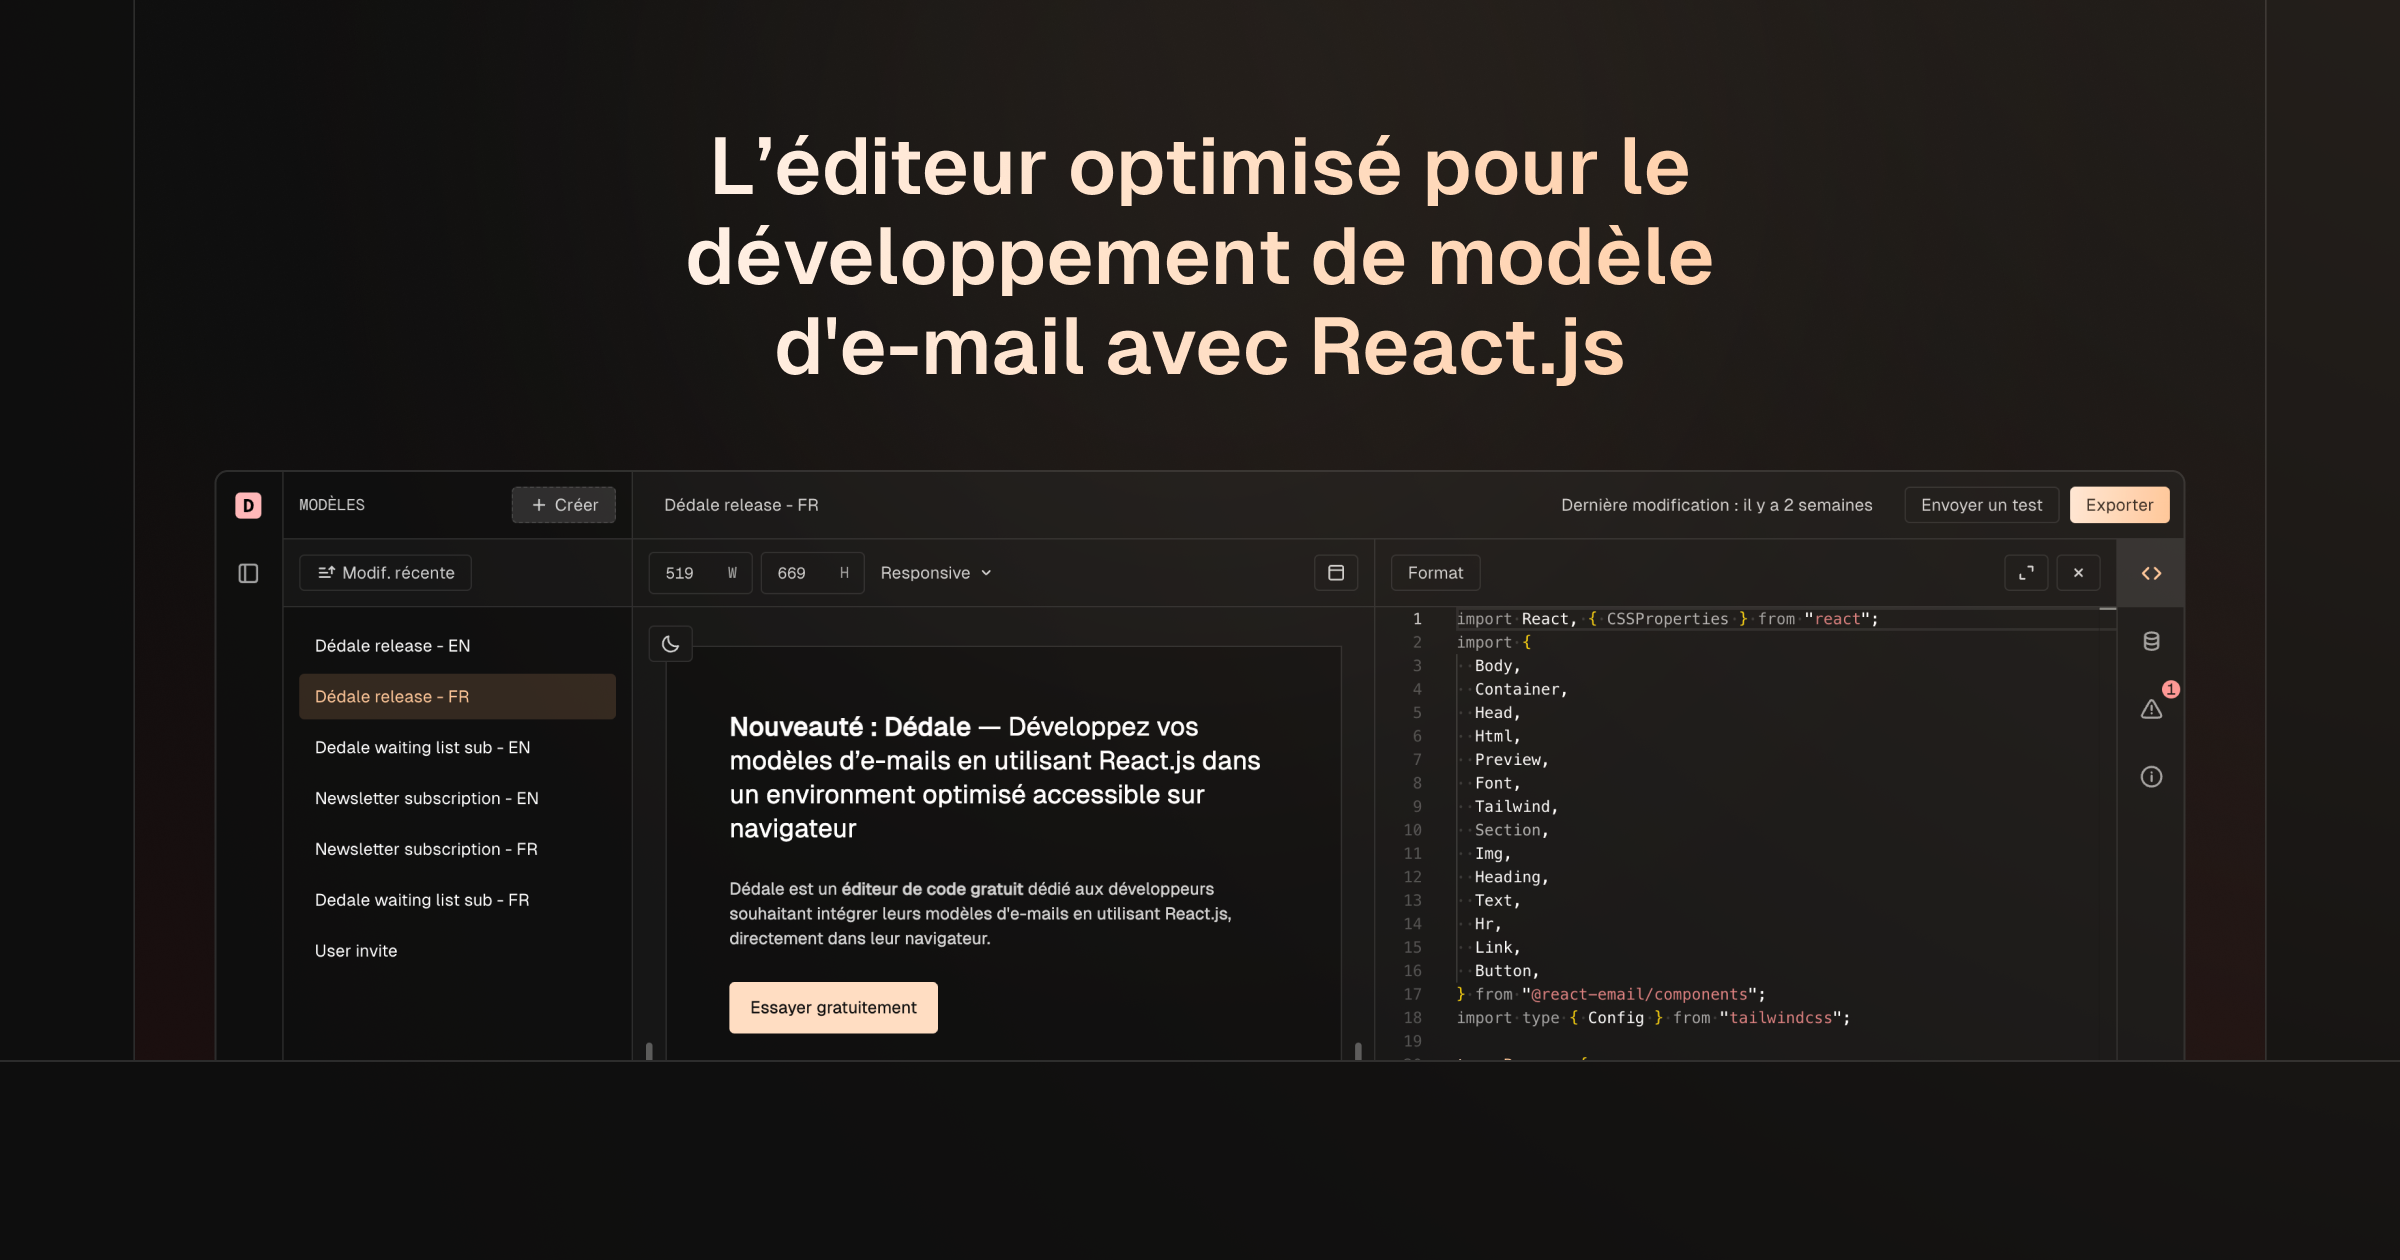 L’éditeur optimisé pour le
développement de modèle
d'e-mail avec React.js
D
MODÈLES
Créer
Dédale release - FR
Dernière modification : il y a 2 semaines
Envoyer un test
Exporter
Modif. récente
519 W
669 H
Responsive
Format
Dédale release - EN
Dédale release - FR
Dedale waiting list sub - EN
Newsletter subscription - EN
Newsletter subscription - FR
Dedale waiting list sub - FR
User invite
Nouveauté : Dédale — Développez vos
modèles d’e-mails en utilisant React.js dans
un environment optimisé accessible sur
navigateur
Dédale est un éditeur de code gratuit dédié aux développeurs
souhaitant intégrer leurs modèles d'e-mails en utilisant React.js,
directement dans leur navigateur.
Essayer gratuitement
1 import React, { CSSProperties } from "react";
2 import {
3 Body,
4 Container,
5 Head,
6 Html,
7 Preview,
8 Font,
9 Tailwind,
10 Section,
11 Img,
12 Heading,
13 Text,
14 Hr,
15 Link,
16 Button,
17 } from "@react-email/components";
18 import type { Config } from "tailwindcss";
19
1